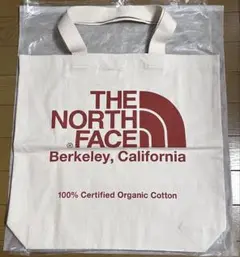 THE
NORTH
FACE
®
Berkeley, California
100% Certified Organic Cotton